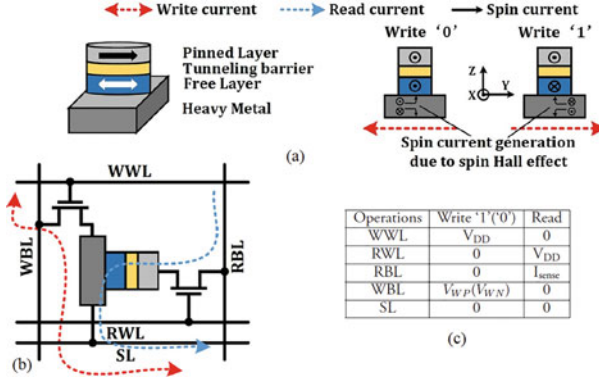 Write current
Read current
Spin current
Pinned Layer
Tunneling barrier
Free Layer
Heavy Metal
Write ‘0’
Write ‘1’
Z
Y
X
Spin current generation
due to spin Hall effect
(a)
WWL
WBL
RBL
RWL
SL
(b)
Operations Write ‘1’(‘0’) Read
WWL VDD 0
RWL 0 VDD
RBL 0 Isense
WBL VWP(VWN) 0
SL 0 0
(c)